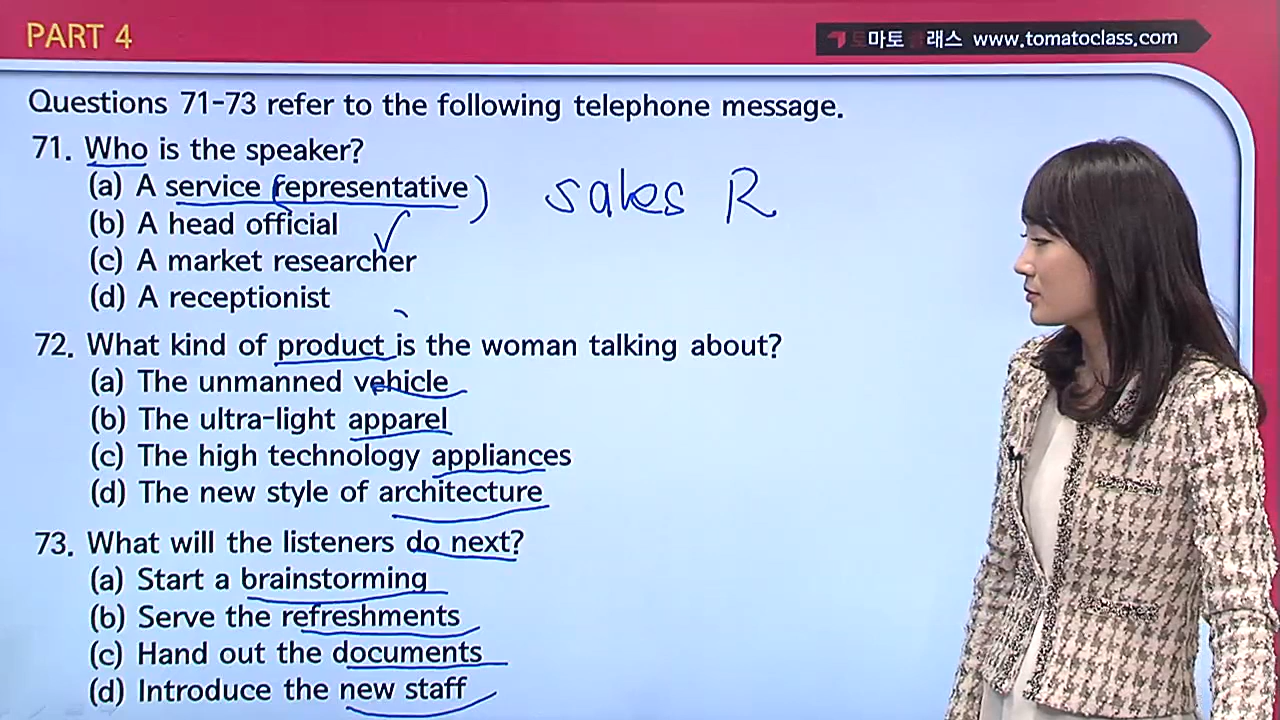 PART 4
토마토클래스 www.tomatoclass.com
Questions 71-73 refer to the following telephone message.
71. Who is the speaker?
(a) A service representative) sales R
(b) A head official
(c) A market researcher
(d) A receptionist
72. What kind of product is the woman talking about?
(a) The unmanned vehicle
(b) The ultra-light apparel
(c) The high technology appliances
(d) The new style of architecture
73. What will the listeners do next?
(a) Start a brainstorming
(b) Serve the refreshments
(c) Hand out the documents
(d) Introduce the new staff